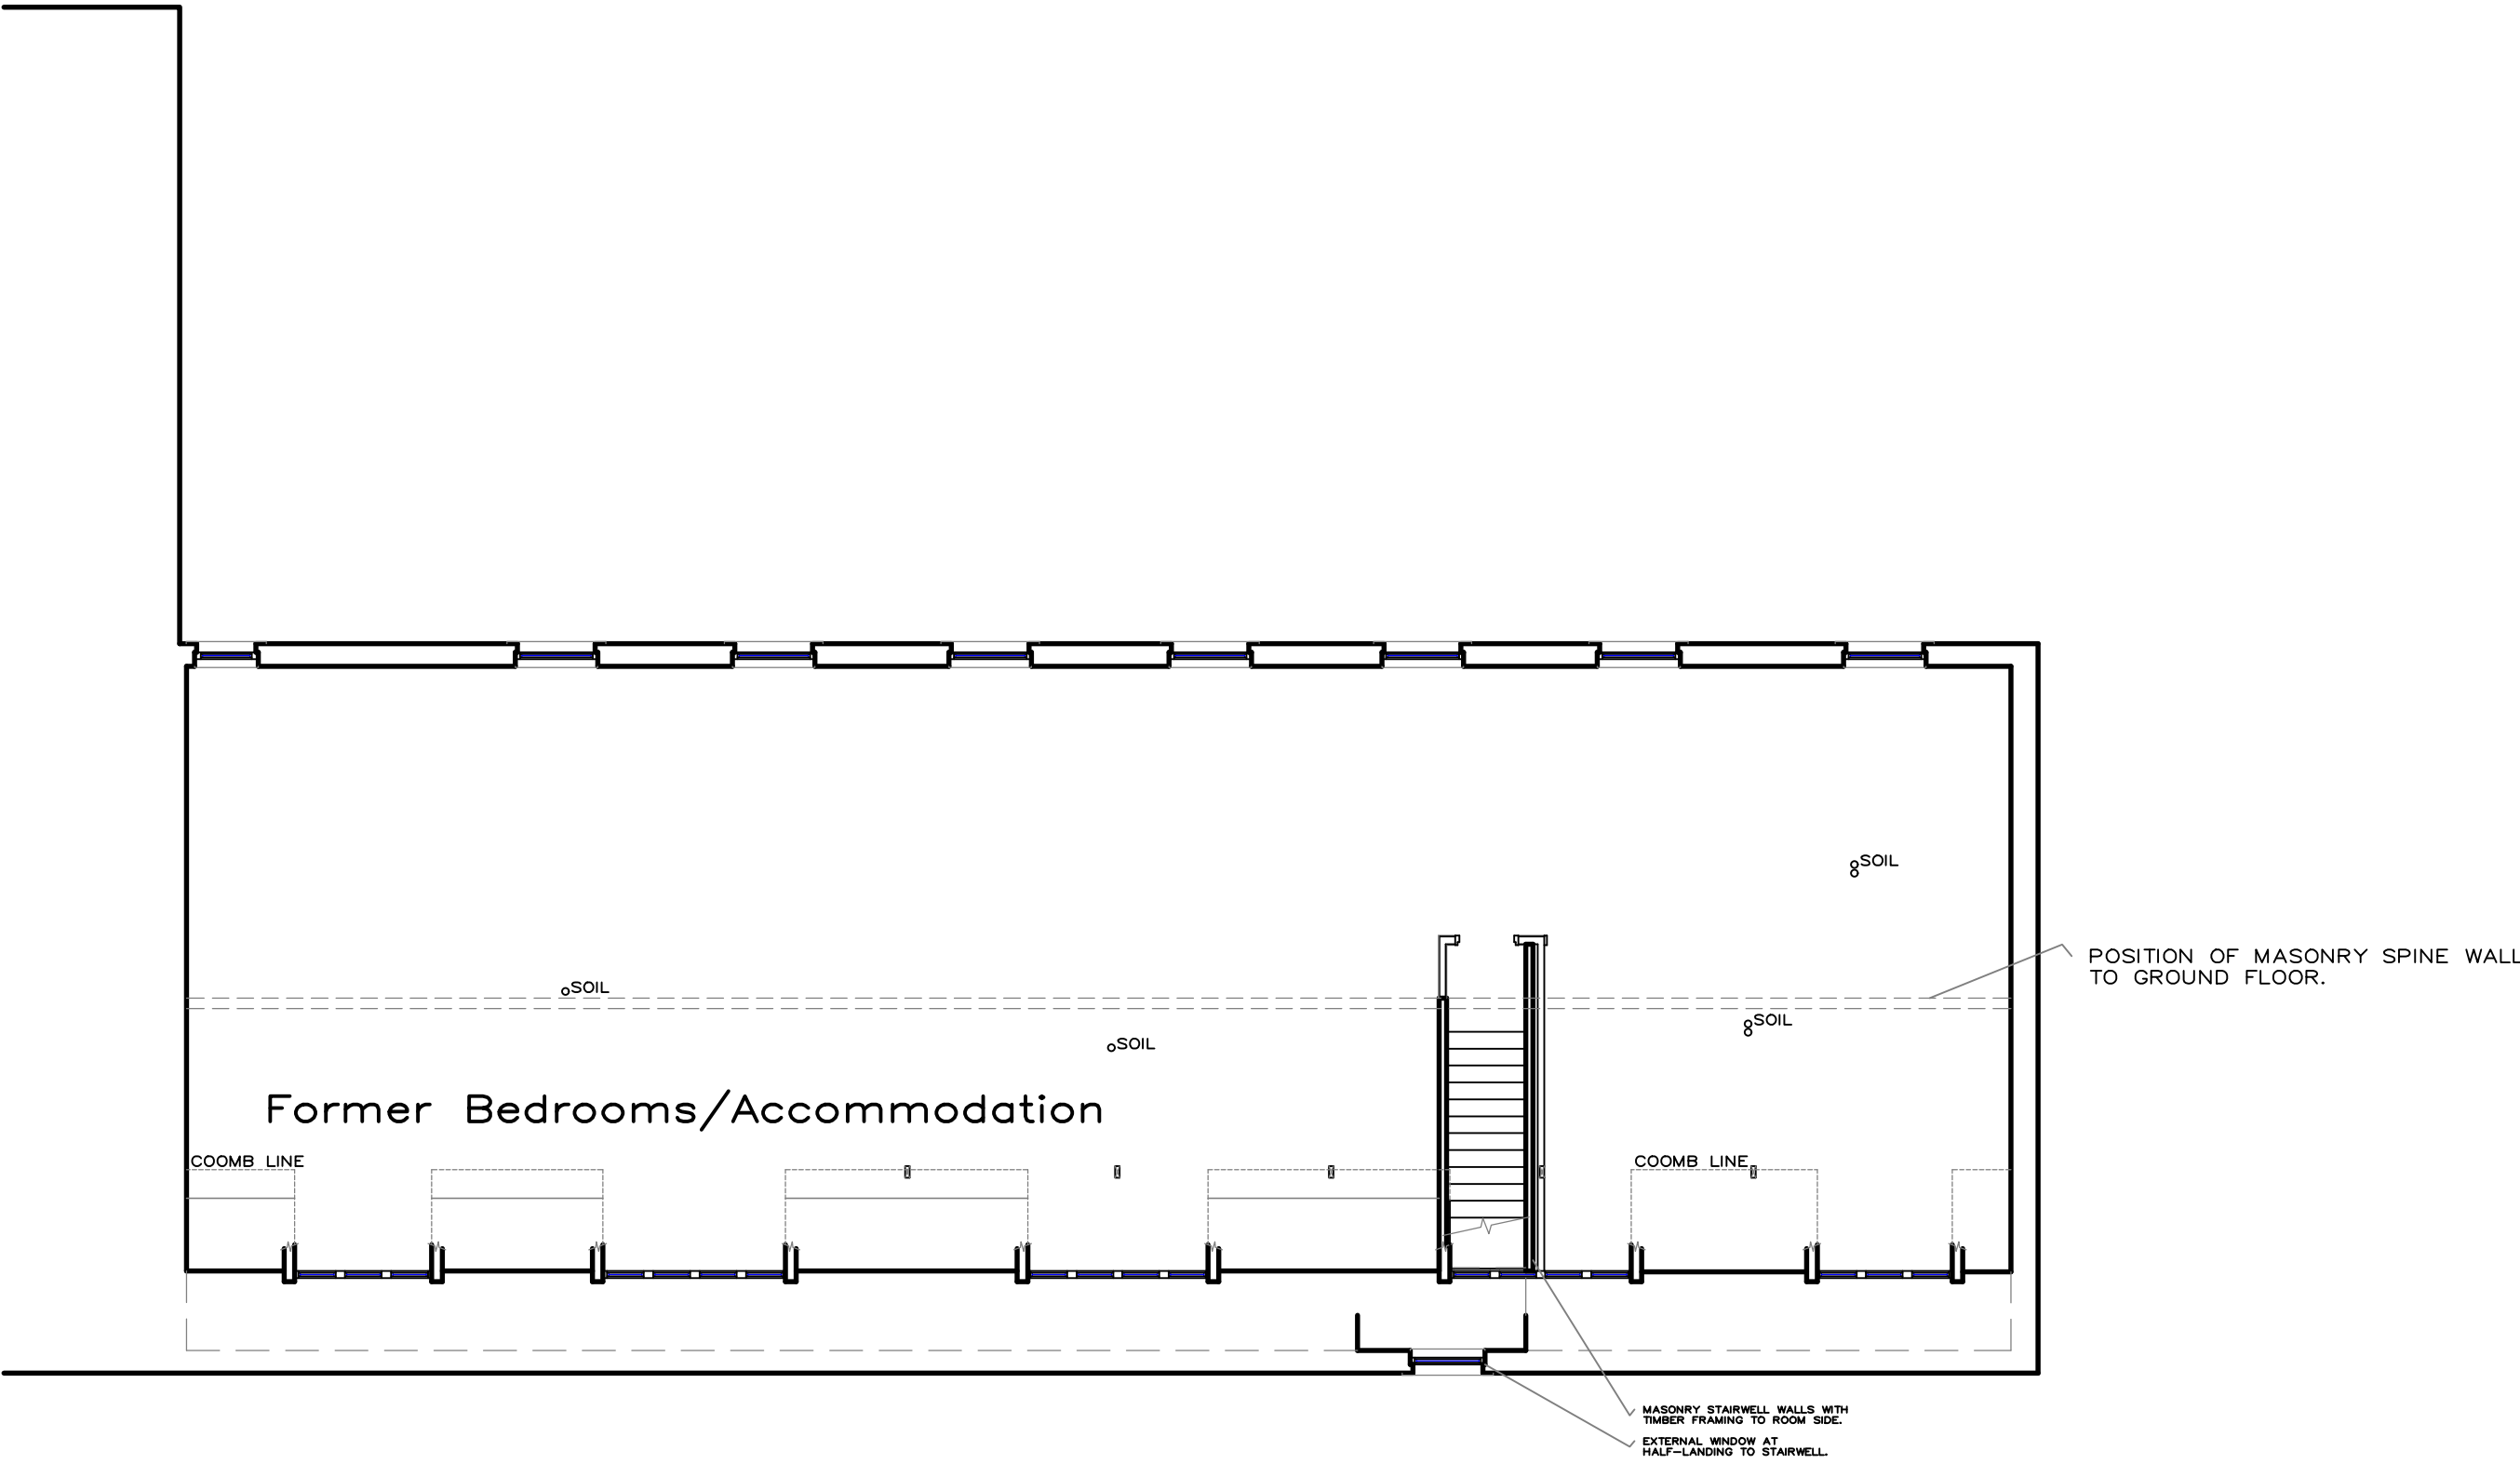 SOIL
POSITION OF MASONRY SPINE WALL
TO GROUND FLOOR.
SOIL
SOIL
SOIL
Former Bedrooms/Accommodation
COOMB LINE
COOMB LINE
MASONRY STAIRWELL WALLS WITH
TIMBER FRAMING TO ROOM SIDE.
EXTERNAL WINDOW AT
HALF-LANDING TO STAIRWELL.